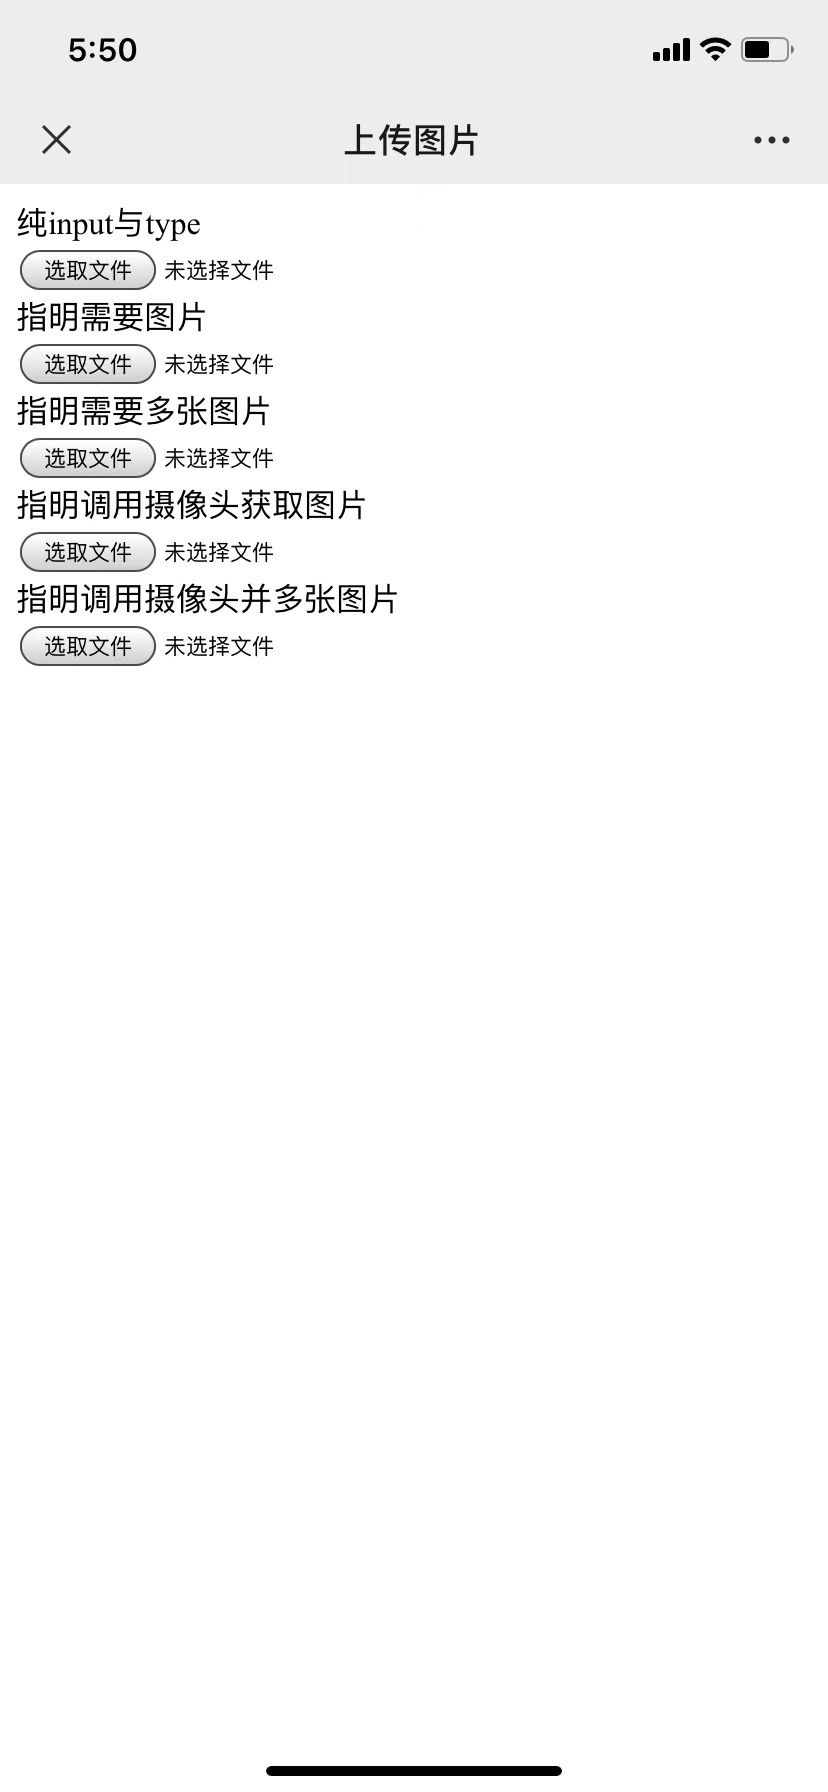 5:50
上传图片
纯input与type
选取文件 未选择文件
指明需要图片
选取文件 未选择文件
指明需要多张图片
选取文件 未选择文件
指明调用摄像头获取图片
选取文件 未选择文件
指明调用摄像头并多张图片
选取文件 未选择文件